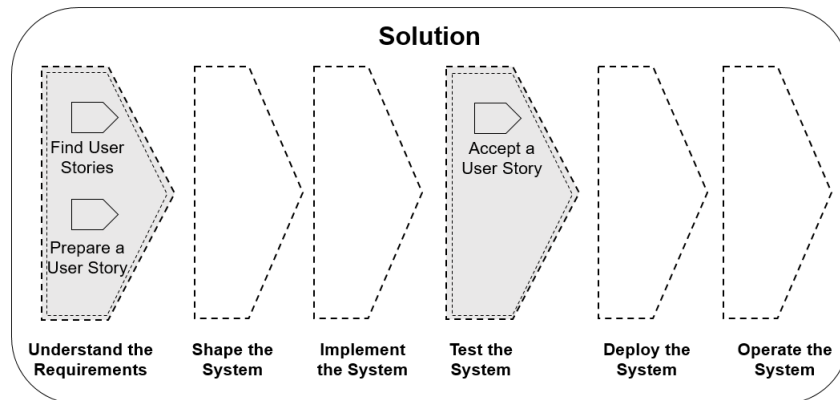 Solution
Find User
Stories
Prepare a
User Story
Accept a
User Story
Understand the
Requirements
Shape the
System
Implement
the System
Test the
System
Deploy the
System
Operate the
System